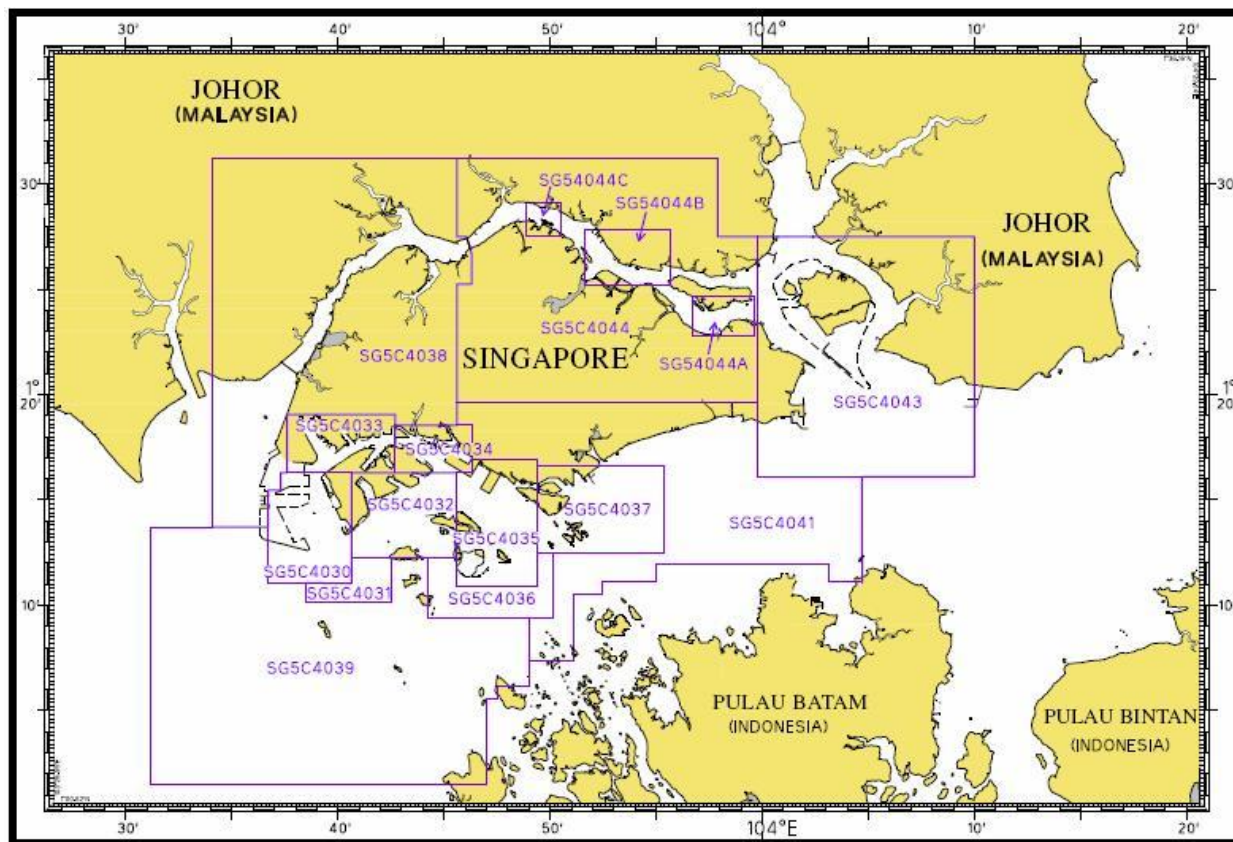 30' 40' 50' 104°E 10' 20'
JOHOR
(MALAYSIA)
30'
30'
SG54044C
SG54044B
JOHOR
(MALAYSIA)
SG5C4038
SG5C4044
SINGAPORE
SG54044A
1°
20'
1°
20'
SG5C4043
SG5C4033
SG5C4034
SG5C4032
SG5C4037
SG5C4041
SG5C4035
SG5C4030
SG5C4031
SG5C4036
10'
10'
SG5C4039
PULAU BATAM
(INDONESIA)
PULAU BINTAN
(INDONESIA)
30' 40' 50' 104°E 10' 20'